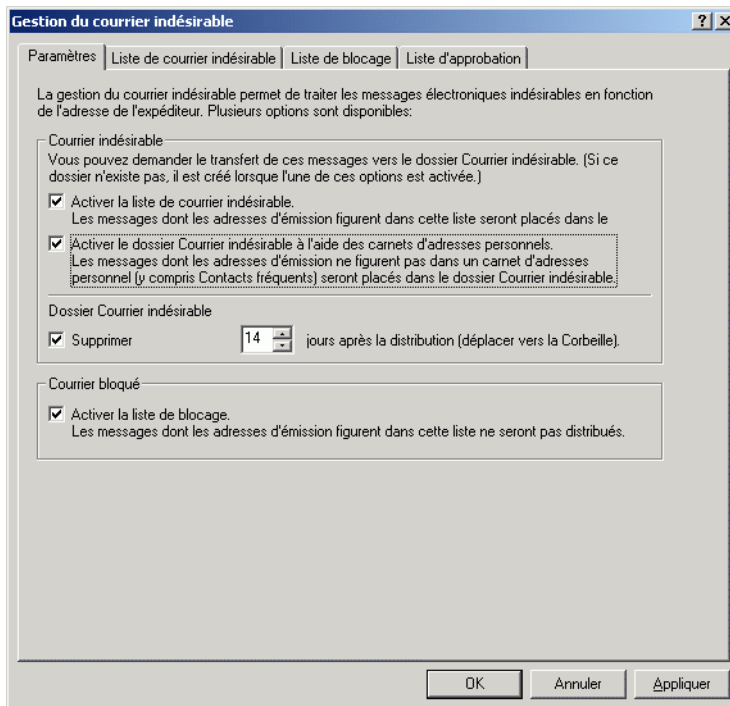 Gestion du courrier indésirable
Paramètres Liste de courrier indésirable Liste de blocage Liste d'approbation
La gestion du courrier indésirable permet de traiter les messages électroniques indésirables en fonction
de l'adresse de l'expéditeur. Plusieurs options sont disponibles:
Courrier indésirable
Vous pouvez demander le transfert de ces messages vers le dossier Courrier indésirable. (Si ce
dossier n'existe pas, il est créé lorsque l'une de ces options est activée.)
Activer la liste de courrier indésirable.
Les messages dont les adresses d'émission figurent dans cette liste seront placés dans le
Activer le dossier Courrier indésirable à l'aide des carnets d'adresses personnels.
Les messages dont les adresses d'émission ne figurent pas dans un carnet d'adresses
personnel (y compris Contacts fréquents) seront placés dans le dossier Courrier indésirable.
Dossier Courrier indésirable
Supprimer 14 jours après la distribution (déplacer vers la Corbeille).
Courrier bloqué
Activer la liste de blocage.
Les messages dont les adresses d'émission figurent dans cette liste ne seront pas distribués.
OK Annuler Appliquer